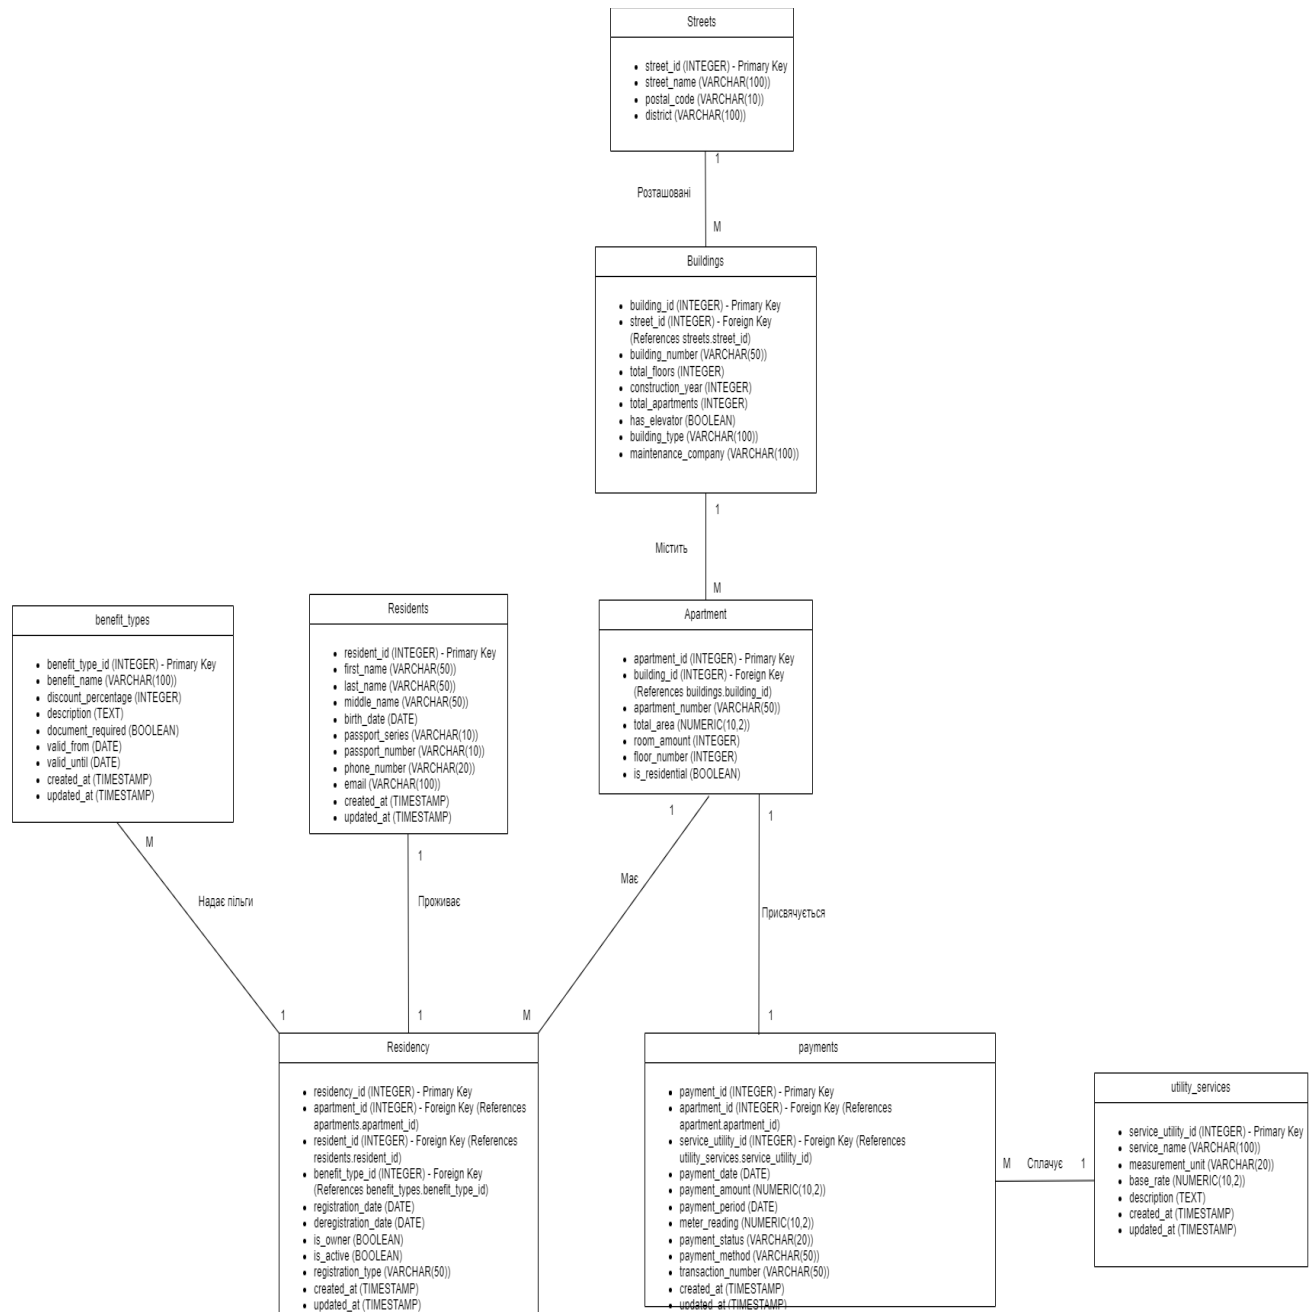 Streets
street_id (INTEGER) - Primary Key
street_name (VARCHAR(100))
postal_code (VARCHAR(10))
district (VARCHAR(100))
1
Розташовані
M
Buildings
building_id (INTEGER) - Primary Key
street_id (INTEGER) - Foreign Key
(References streets.street_id)
building_number (VARCHAR(50))
total_floors (INTEGER)
construction_year (INTEGER)
total_apartments (INTEGER)
has_elevator (BOOLEAN)
building_type (VARCHAR(100))
maintenance_company (VARCHAR(100))
1
Містить
M
benefit_types
benefit_type_id (INTEGER) - Primary Key
benefit_name (VARCHAR(100))
discount_percentage (INTEGER)
description (TEXT)
document_required (BOOLEAN)
valid_from (DATE)
valid_until (DATE)
created_at (TIMESTAMP)
updated_at (TIMESTAMP)
Residents
resident_id (INTEGER) - Primary Key
first_name (VARCHAR(50))
last_name (VARCHAR(50))
middle_name (VARCHAR(50))
birth_date (DATE)
passport_series (VARCHAR(10))
passport_number (VARCHAR(10))
phone_number (VARCHAR(20))
email (VARCHAR(100))
created_at (TIMESTAMP)
updated_at (TIMESTAMP)
Apartment
apartment_id (INTEGER) - Primary Key
building_id (INTEGER) - Foreign Key
(References buildings.building_id)
apartment_number (VARCHAR(50))
total_area (NUMERIC(10,2))
room_amount (INTEGER)
floor_number (INTEGER)
is_residential (BOOLEAN)
M
Надає пільги
1
1
Проживає
1
1
Має
M
1
Присвячується
1
Residency
residency_id (INTEGER) - Primary Key
apartment_id (INTEGER) - Foreign Key (References
apartments.apartment_id)
resident_id (INTEGER) - Foreign Key (References
residents.resident_id)
benefit_type_id (INTEGER) - Foreign Key
(References benefit_types.benefit_type_id)
registration_date (DATE)
deregistration_date (DATE)
is_owner (BOOLEAN)
is_active (BOOLEAN)
registration_type (VARCHAR(50))
created_at (TIMESTAMP)
updated_at (TIMESTAMP)
payments
payment_id (INTEGER) - Primary Key
apartment_id (INTEGER) - Foreign Key (References
apartment.apartment_id)
service_utility_id (INTEGER) - Foreign Key (References
utility_services.service_utility_id)
payment_date (DATE)
payment_amount (NUMERIC(10,2))
payment_period (DATE)
meter_reading (NUMERIC(10,2))
payment_status (VARCHAR(20))
payment_method (VARCHAR(50))
transaction_number (VARCHAR(50))
created_at (TIMESTAMP)
updated_at (TIMESTAMP)
M Сплачує 1
utility_services
service_utility_id (INTEGER) - Primary Key
service_name (VARCHAR(100))
measurement_unit (VARCHAR(20))
base_rate (NUMERIC(10,2))
description (TEXT)
created_at (TIMESTAMP)
updated_at (TIMESTAMP)